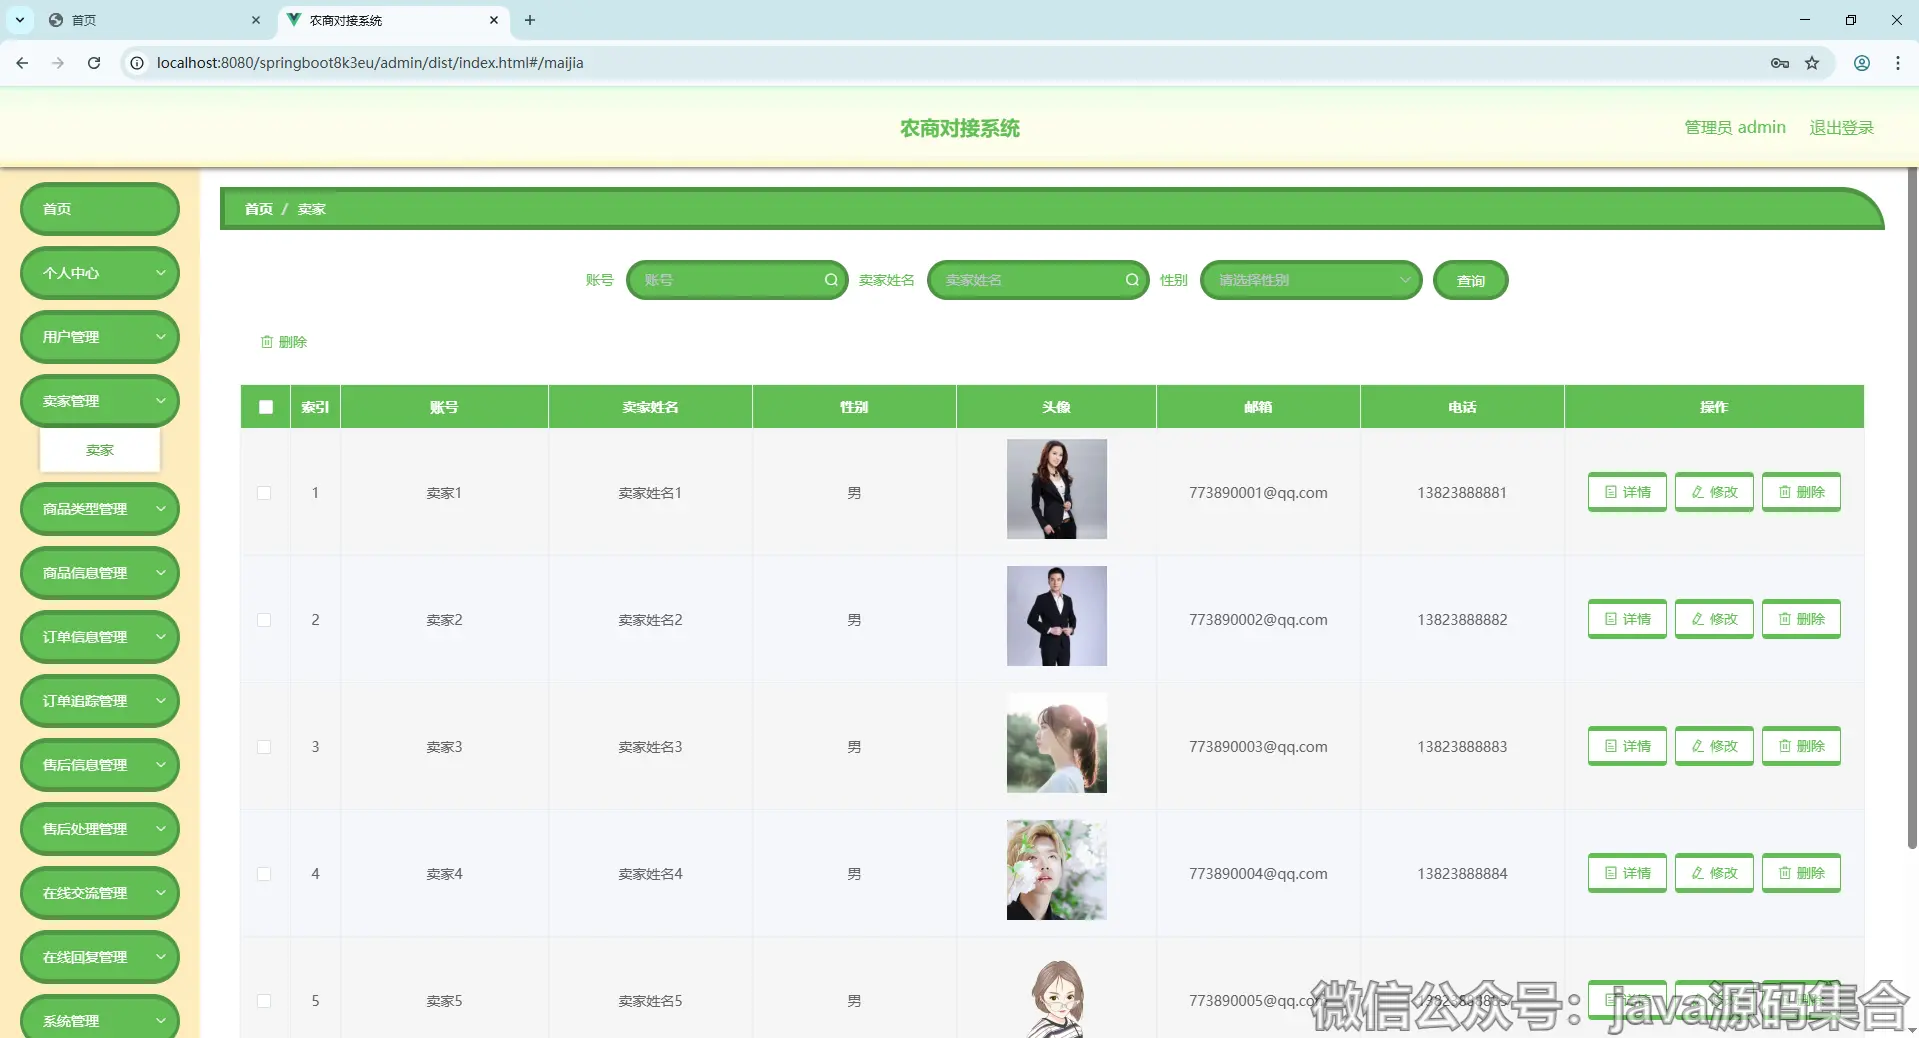 首页
农商对接系统
localhost:8080/springboot8k3eu/admin/dist/index.html#/maijia
农商对接系统
管理员 admin
退出登录
首页
个人中心
用户管理
卖家管理
卖家
商品类型管理
商品信息管理
订单信息管理
订单追踪管理
售后信息管理
售后处理管理
在线交流管理
在线回复管理
系统管理
首页 / 卖家
账号 账号 卖家姓名 卖家姓名 性别 请选择性别 查询
删除
索引 账号 卖家姓名 性别 头像 邮箱 电话 操作
1 卖家1 卖家姓名1 男 773890001@qq.com 13823888881 详情 修改 删除
2 卖家2 卖家姓名2 男 773890002@qq.com 13823888882 详情 修改 删除
3 卖家3 卖家姓名3 男 773890003@qq.com 13823888883 详情 修改 删除
4 卖家4 卖家姓名4 男 773890004@qq.com 13823888884 详情 修改 删除
5 卖家5 卖家姓名5 男 773890005@qq.com
微信公众号：java源码集合